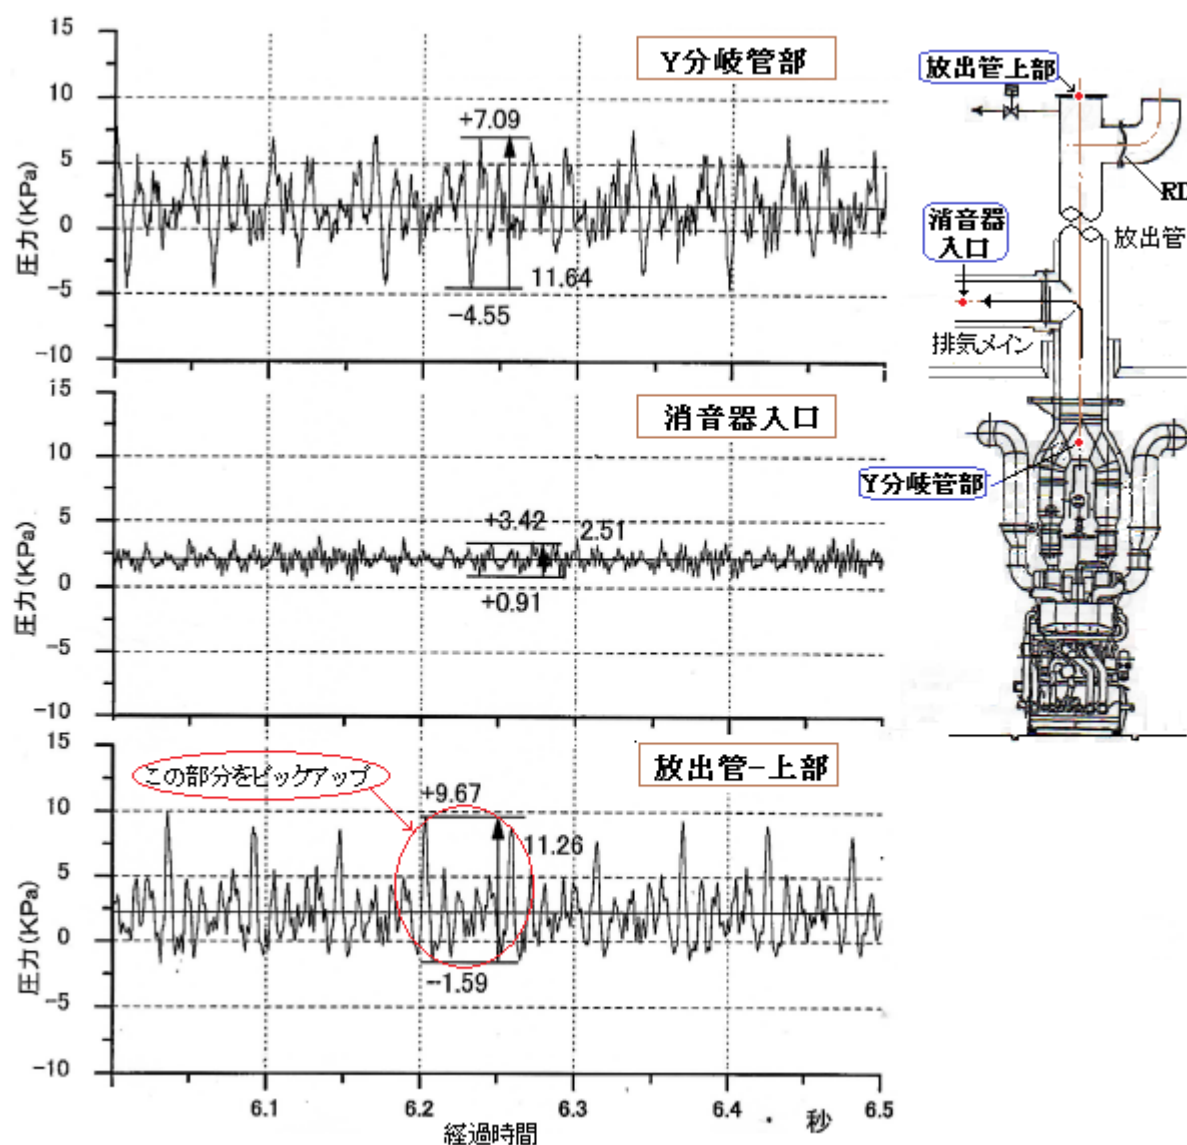 15
10
5
0
−5
−10
圧力(KPa)
Y分岐管部
+7.09
11.64
−4.55
15
10
5
0
−5
−10
圧力(KPa)
消音器入口
+3.42
2.51
+0.91
15
10
5
0
−5
−10
圧力(KPa)
放出管−上部
この部分をピックアップ
+9.67
11.26
−1.59
6.1
6.2
6.3
6.4
6.5
経過時間
秒
放出管上部
RD
消音器
入口
放出管
排気メイン
Y分岐管部